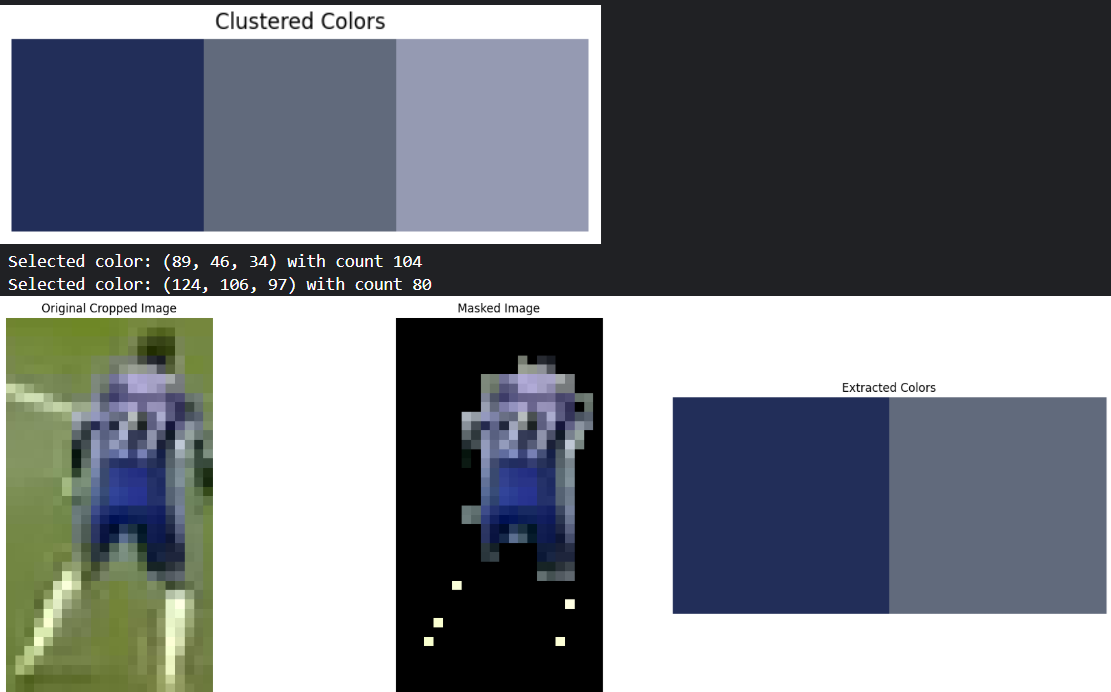 Clustered Colors
Selected color: (89, 46, 34) with count 104
Selected color: (124, 106, 97) with count 80
Original Cropped Image
Masked Image
Extracted Colors